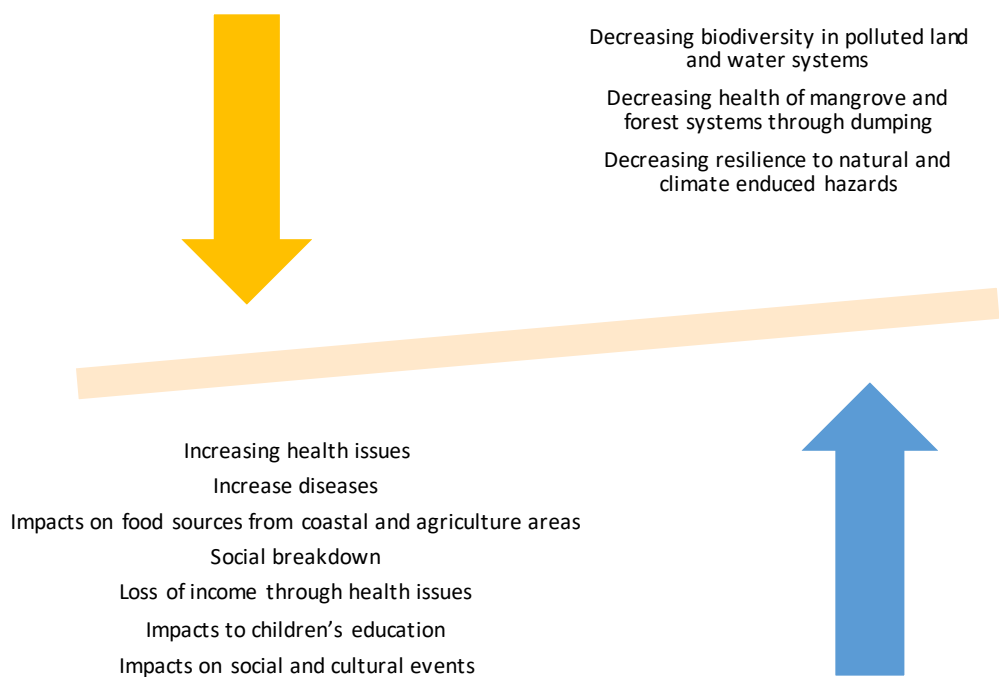 Decreasing biodiversity in polluted land
and water systems
Decreasing health of mangrove and
forest systems through dumping
Decreasing resilience to natural and
climate enduced hazards
Increasing health issues
Increase diseases
Impacts on food sources from coastal and agriculture areas
Social breakdown
Loss of income through health issues
Impacts to children’s education
Impacts on social and cultural events